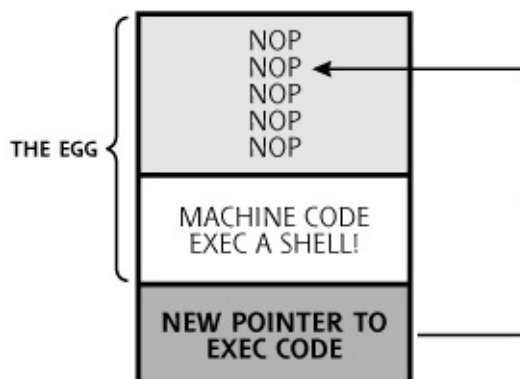 NOP
NOP
NOP
NOP
NOP
THE EGG
MACHINE CODE
EXEC A SHELL!
NEW POINTER TO
EXEC CODE